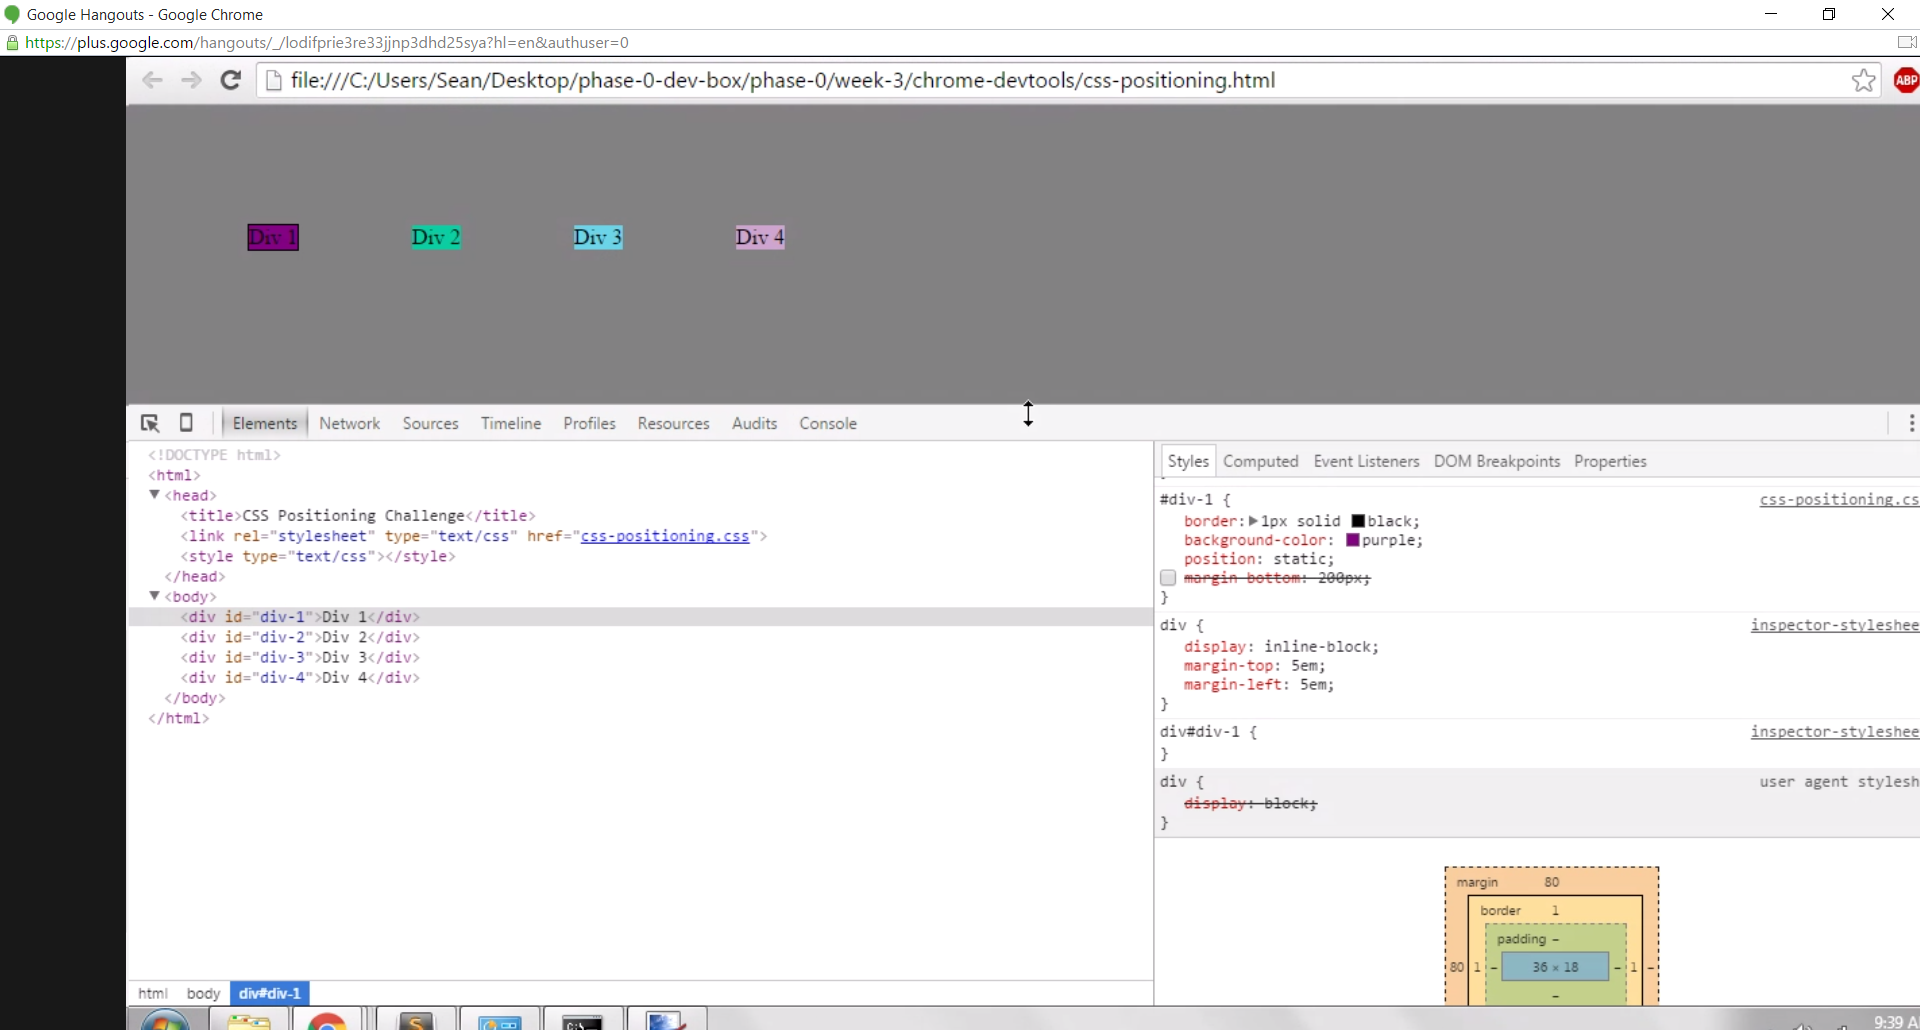 Google Hangouts - Google Chrome
https://plus.google.com/hangouts/_/lodifprie3re33jjnp3dhd25sya?hl=en&authuser=0
file:///C:/Users/Sean/Desktop/phase-0-dev-box/phase-0/week-3/chrome-devtools/css-positioning.html
ABP
Div 1 Div 2 Div 3 Div 4
Elements Network Sources Timeline Profiles Resources Audits Console
<!DOCTYPE html>
<html>
<head>
<title>CSS Positioning Challenge</title>
<link rel="stylesheet" type="text/css" href="css-positioning.css">
<style type="text/css"></style>
</head>
<body>
<div id="div-1">Div 1</div>
<div id="div-2">Div 2</div>
<div id="div-3">Div 3</div>
<div id="div-4">Div 4</div>
</body>
</html>
html body div#div-1
Styles Computed Event Listeners DOM Breakpoints Properties
#div-1 { css-positioning.cs
border: 1px solid black;
background-color: purple;
position: static;
margin-bottom: 200px;
}
div { inspector-styleshee
display: inline-block;
margin-top: 5em;
margin-left: 5em;
}
div#div-1 { inspector-styleshee
}
div { user agent stylesh
display: block;
}
margin 80
border 1
padding -
80 1 - 36 × 18 - 1 -
-
C:\
9:39 A